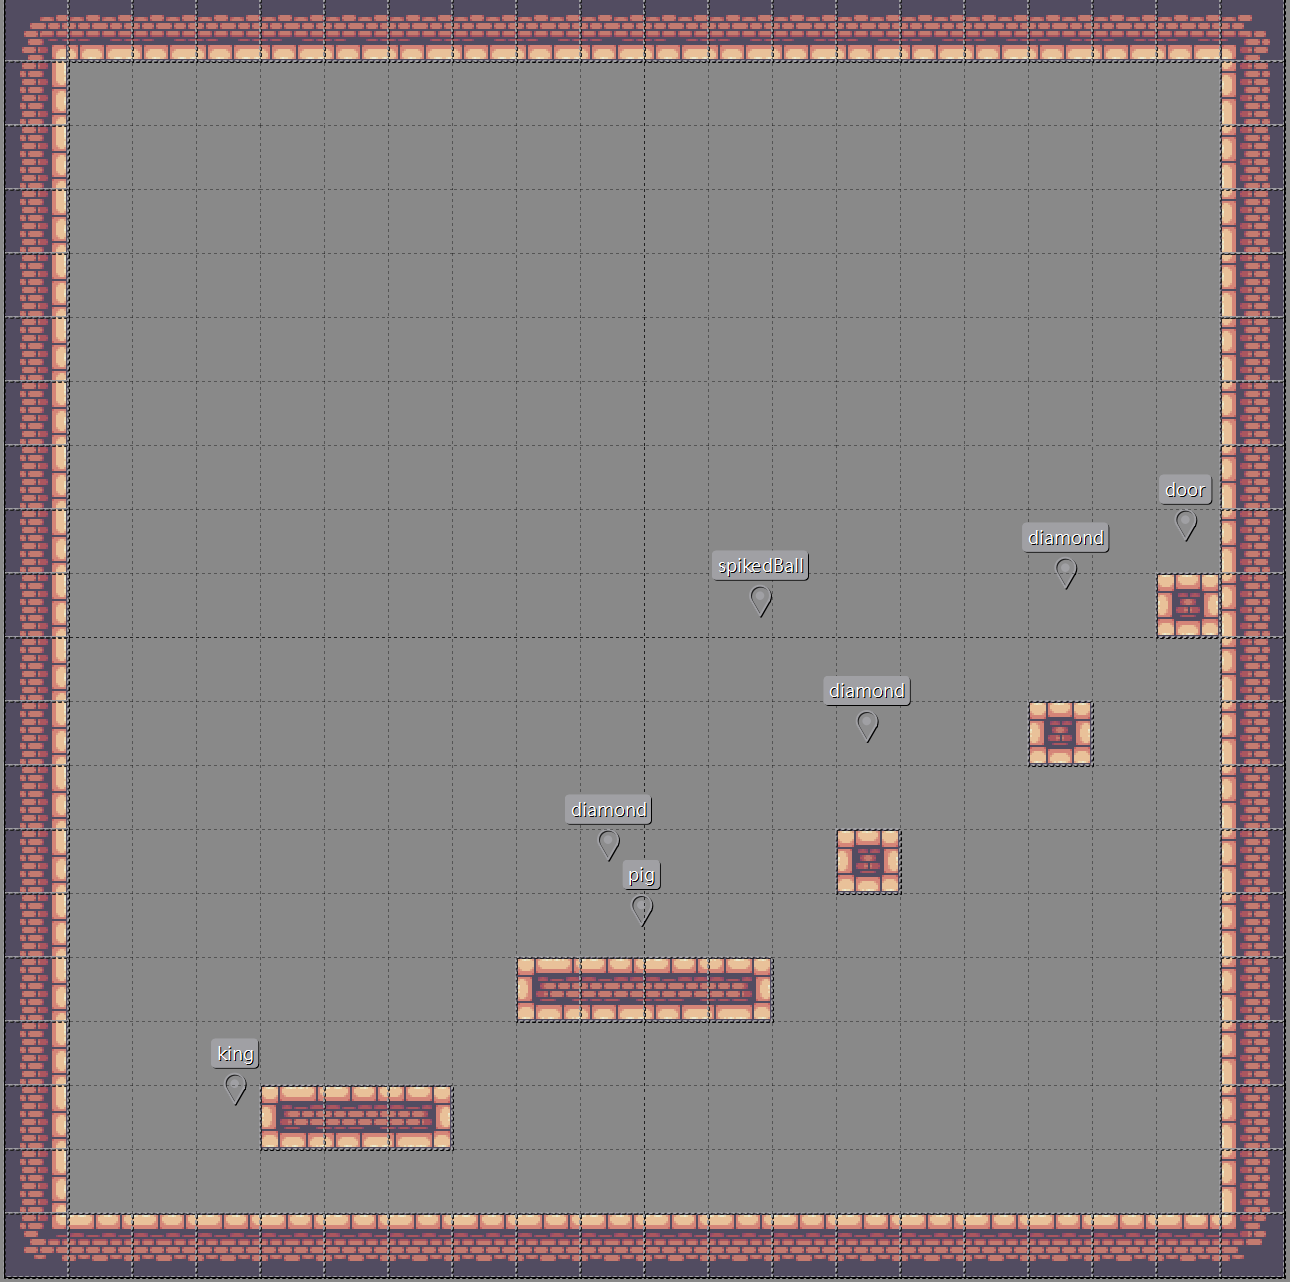 door
diamond
spikedBall
diamond
diamond
pig
king